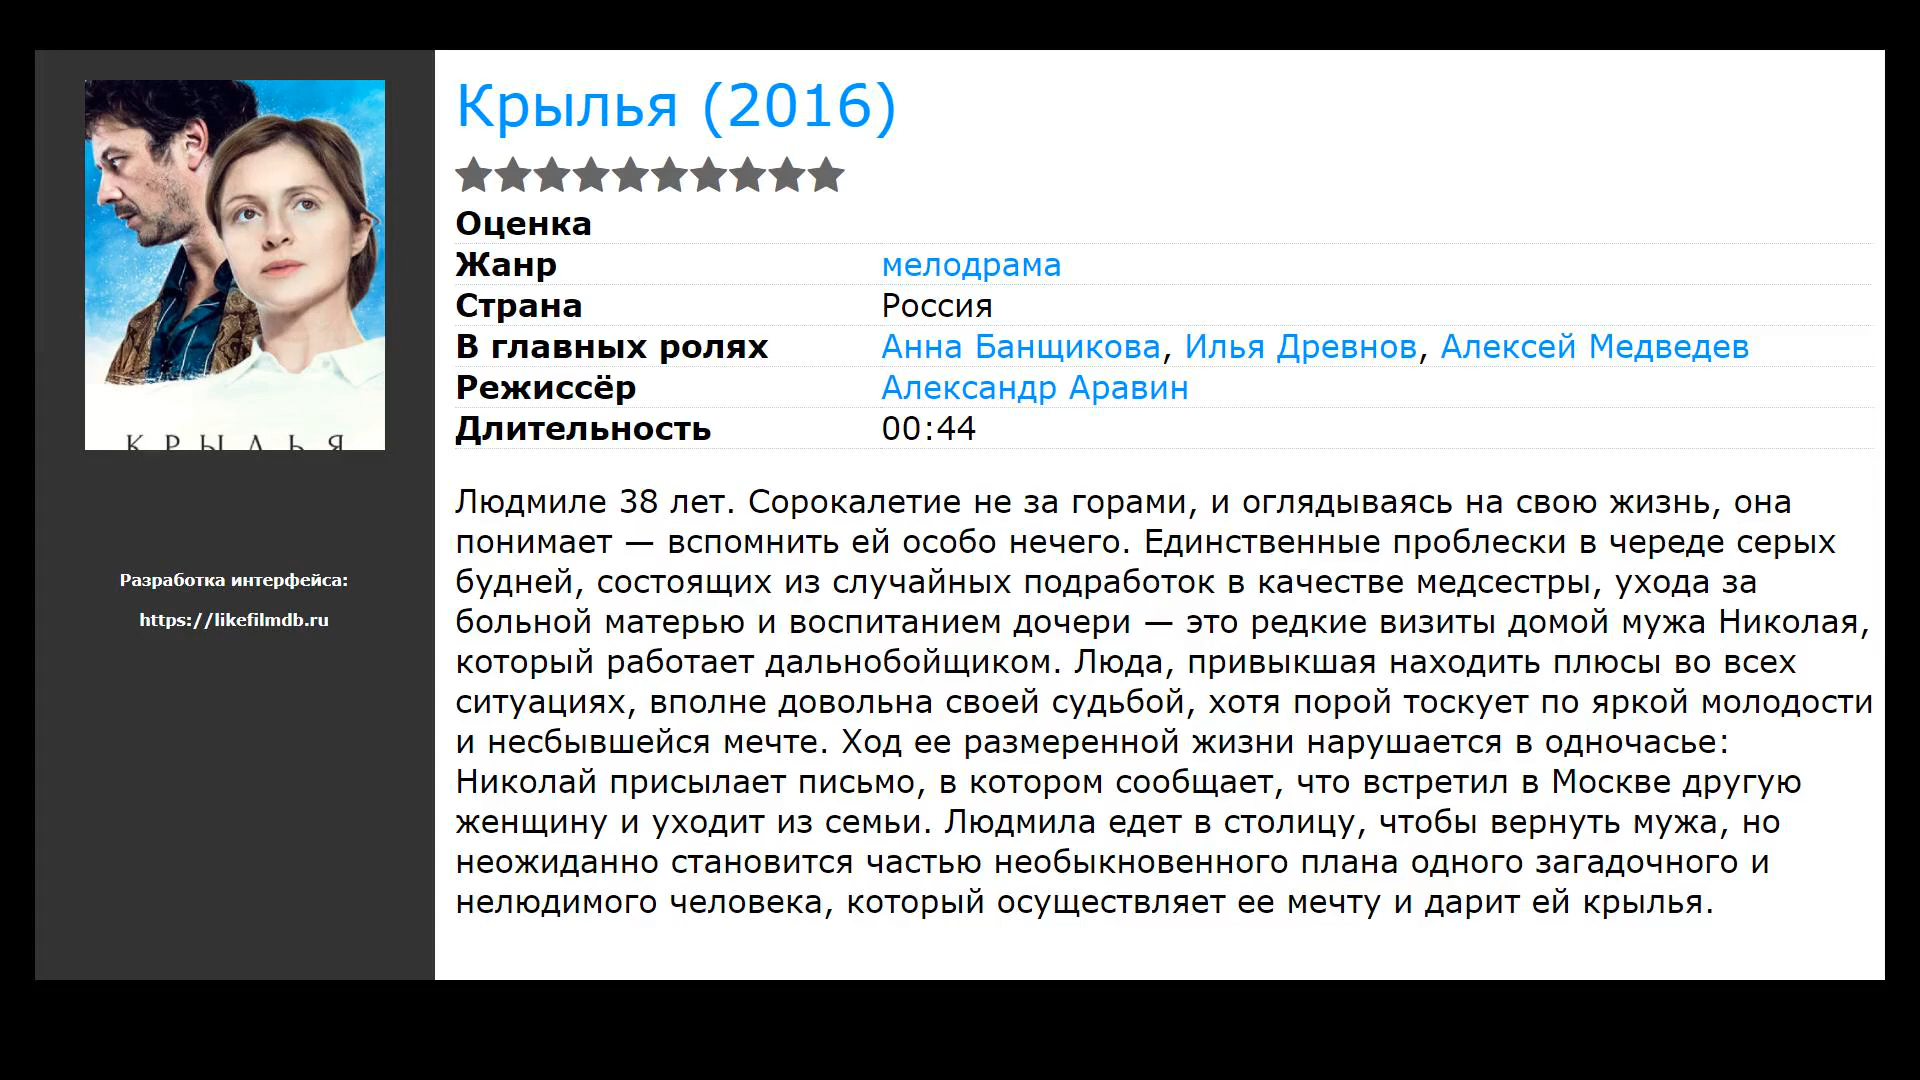 КРЫЛЬЯ
Разработка интерфейса:
https://likefilmdb.ru
Крылья (2016)
Оценка
Жанр мелодрама
Страна Россия
В главных ролях Анна Банщикова, Илья Древнов, Алексей Медведев
Режиссёр Александр Аравин
Длительность 00:44
Людмиле 38 лет. Сорокалетие не за горами, и оглядываясь на свою жизнь, она
понимает — вспомнить ей особо нечего. Единственные проблески в череде серых
будней, состоящих из случайных подработок в качестве медсестры, ухода за
больной матерью и воспитанием дочери — это редкие визиты домой мужа Николая,
который работает дальнобойщиком. Люда, привыкшая находить плюсы во всех
ситуациях, вполне довольна своей судьбой, хотя порой тоскует по яркой молодости
и несбывшейся мечте. Ход ее размеренной жизни нарушается в одночасье:
Николай присылает письмо, в котором сообщает, что встретил в Москве другую
женщину и уходит из семьи. Людмила едет в столицу, чтобы вернуть мужа, но
неожиданно становится частью необыкновенного плана одного загадочного и
нелюдимого человека, который осуществляет ее мечту и дарит ей крылья.